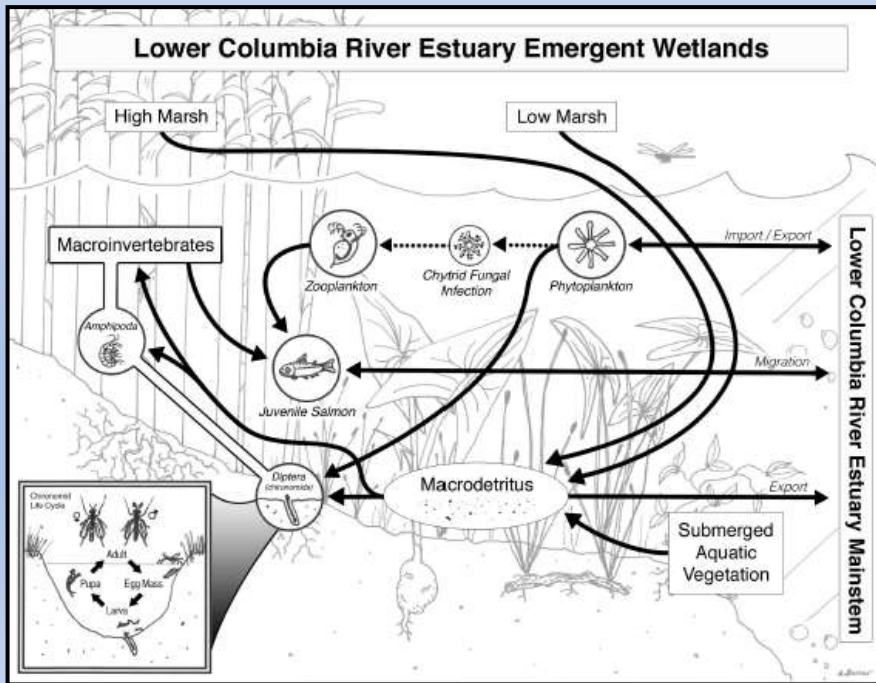 Lower Columbia River Estuary Emergent Wetlands
High Marsh
Low Marsh
Macroinvertebrates
Zooplankton
Chytrid Fungal
Infection
Phytoplankton
Import / Export
Amphipoda
Juvenile Salmon
Migration
Diptera
(chironomids)
Macrodetritus
Export
Submerged
Aquatic
Vegetation
Lower Columbia River Estuary Mainstem
Chironomid
Life Cycle
♀
♂
Adult
Pupa
Egg Mass
Larva